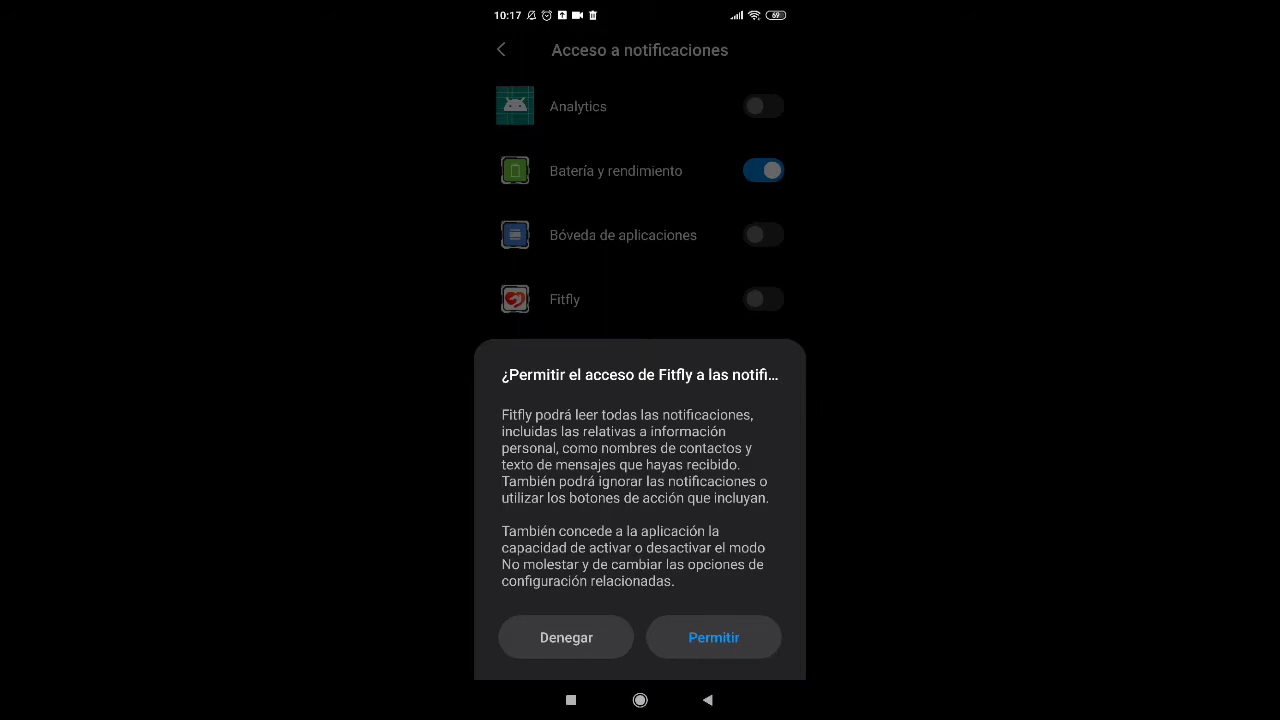 10:17
69
Acceso a notificaciones
Analytics
Batería y rendimiento
Bóveda de aplicaciones
Fitfly
¿Permitir el acceso de Fitfly a las notifi...
Fitfly podrá leer todas las notificaciones,
incluidas las relativas a información
personal, como nombres de contactos y
texto de mensajes que hayas recibido.
También podrá ignorar las notificaciones o
utilizar los botones de acción que incluyan.
También concede a la aplicación la
capacidad de activar o desactivar el modo
No molestar y de cambiar las opciones de
configuración relacionadas.
Denegar
Permitir